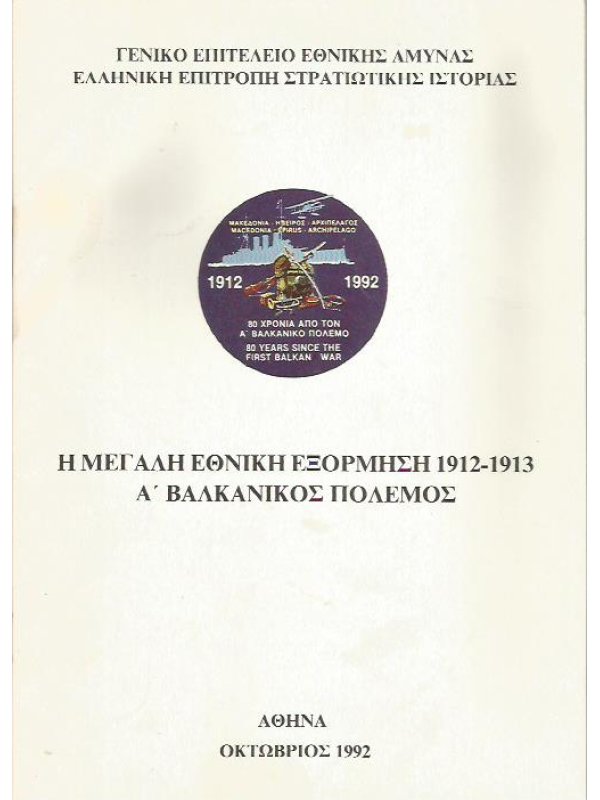 ΓΕΝΙΚΟ ΕΠΙΤΕΛΕΙΟ ΕΘΝΙΚΗΣ ΑΜΥΝΑΣ
ΕΛΛΗΝΙΚΗ ΕΠΙΤΡΟΠΗ ΣΤΡΑΤΙΩΤΙΚΗΣ ΙΣΤΟΡΙΑΣ
ΜΑΚΕΔΟΝΙΑ - ΗΠΕΙΡΟΣ - ΑΡΧΙΠΕΛΑΓΟΣ
MACEDONIA - EPIRUS - ARCHIPELAGO
1912 1992
80 ΧΡΟΝΙΑ ΑΠΟ ΤΟΝ
Α΄ ΒΑΛΚΑΝΙΚΟ ΠΟΛΕΜΟ
80 YEARS SINCE THE
FIRST BALKAN WAR
Η ΜΕΓΑΛΗ ΕΘΝΙΚΗ ΕΞΟΡΜΗΣΗ 1912-1913
Α΄ ΒΑΛΚΑΝΙΚΟΣ ΠΟΛΕΜΟΣ
ΑΘΗΝΑ
ΟΚΤΩΒΡΙΟΣ 1992